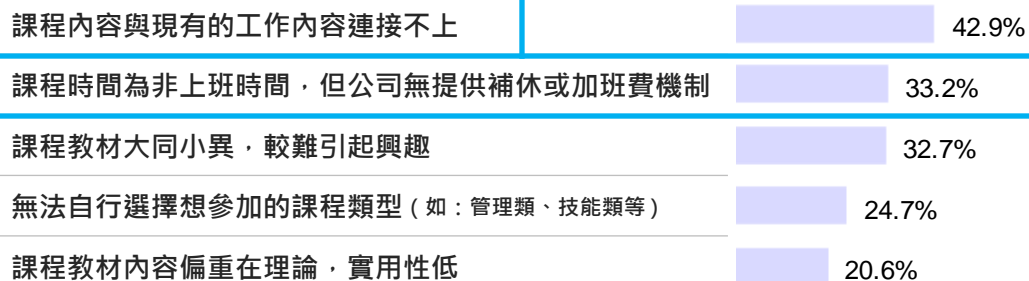 課程內容與現有的工作內容連接不上 42.9%
課程時間為非上班時間，但公司無提供補休或加班費機制 33.2%
課程教材大同小異，較難引起興趣 32.7%
無法自行選擇想參加的課程類型（如：管理類、技能類等） 24.7%
課程教材內容偏重在理論，實用性低 20.6%